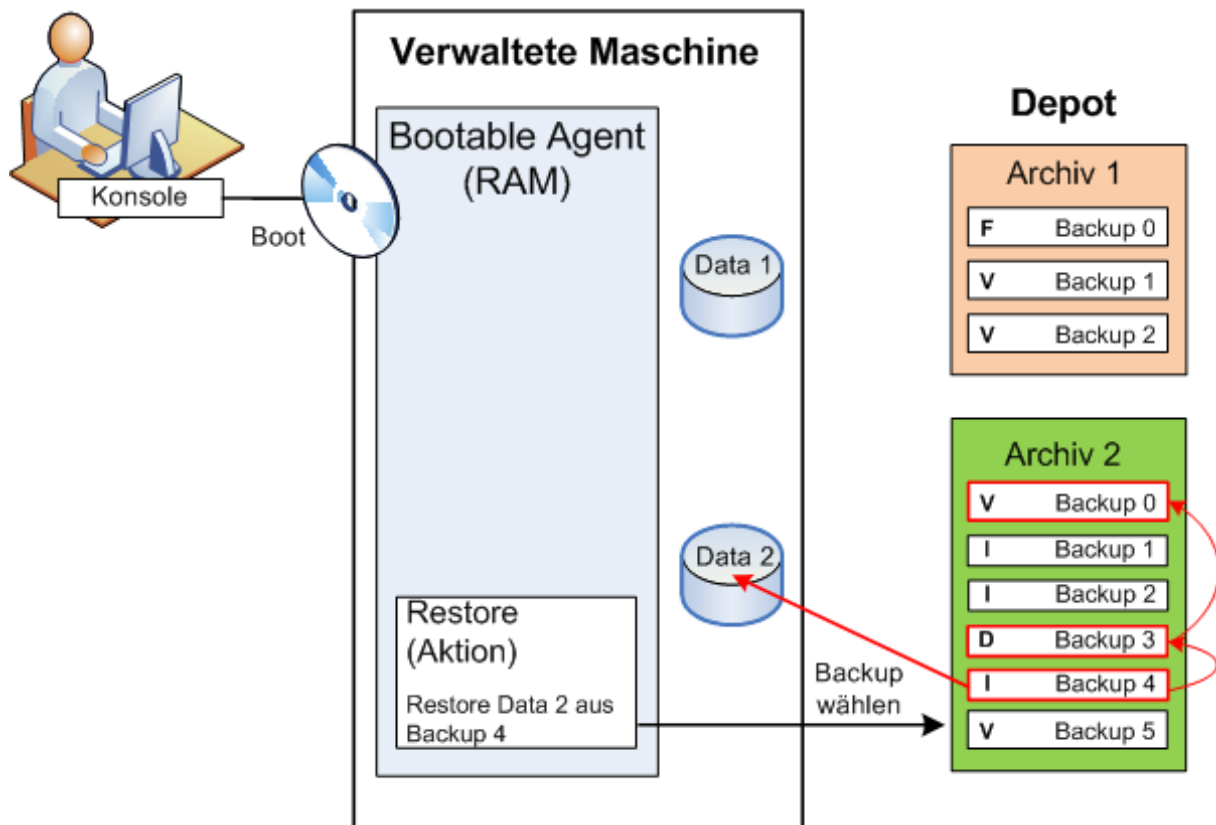 Verwaltete Maschine
Konsole
Boot
Bootable Agent
(RAM)
Data 1
Data 2
Restore
(Aktion)
Restore Data 2 aus
Backup 4
Backup
wählen
Depot
Archiv 1
F Backup 0
V Backup 1
V Backup 2
Archiv 2
V Backup 0
I Backup 1
I Backup 2
D Backup 3
I Backup 4
V Backup 5